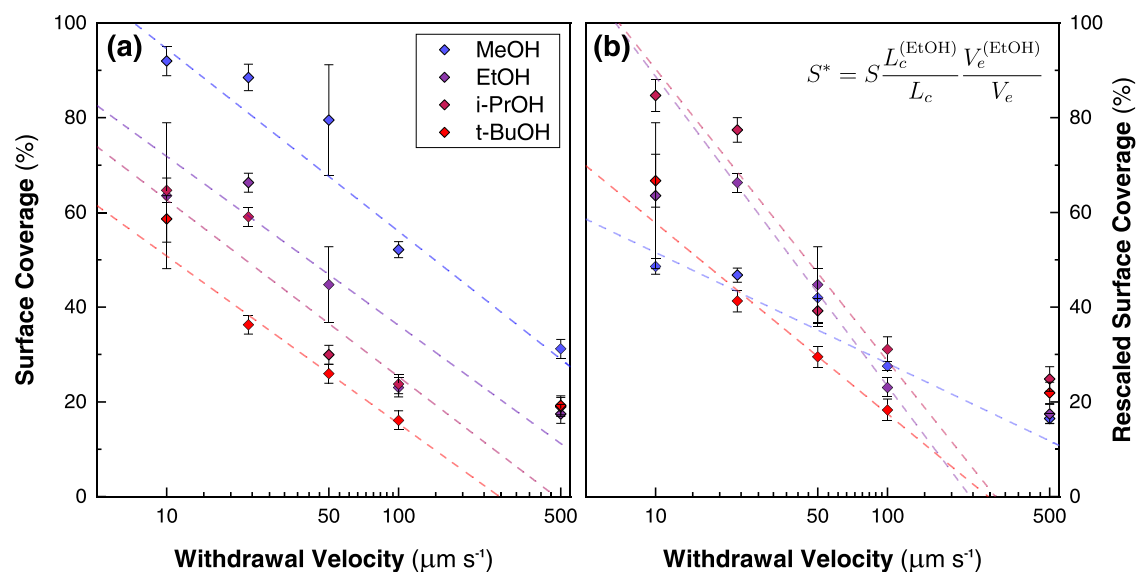 (a)
MeOH
EtOH
i-PrOH
t-BuOH
100
80
60
40
20
0
Surface Coverage (%)
10
50
100
500
Withdrawal Velocity (μm s⁻¹)
(b)
S* = S L_c^(EtOH)/L_c V_e^(EtOH)/V_e
100
80
60
40
20
0
Rescaled Surface Coverage (%)
10
50
100
500
Withdrawal Velocity (μm s⁻¹)